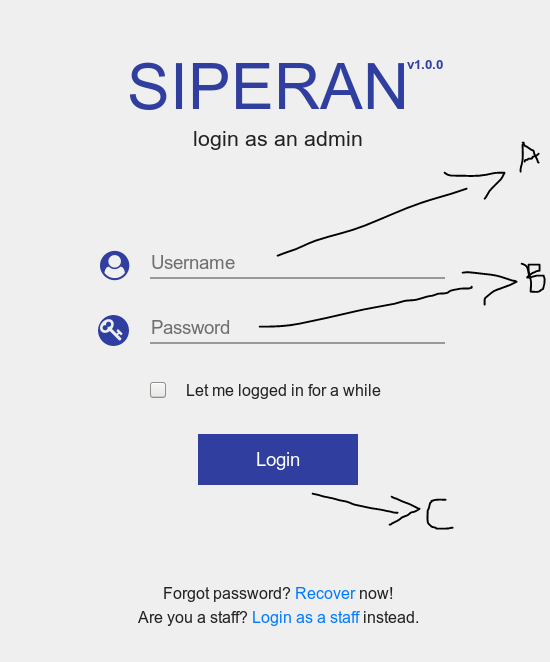 SIPERAN v1.0.0
login as an admin
A
Username
B
Password
Let me logged in for a while
Login
C
Forgot password? Recover now!
Are you a staff? Login as a staff instead.